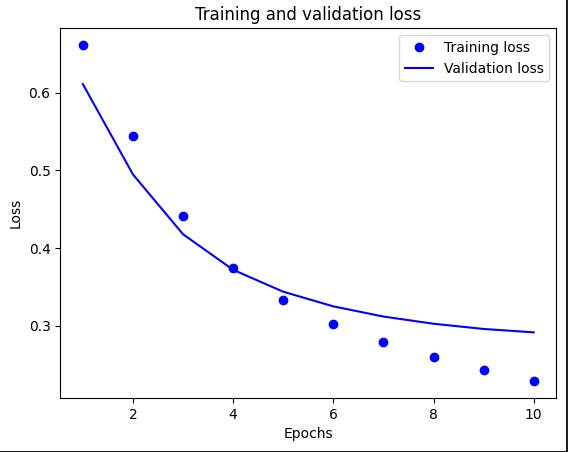 Training and validation loss
Training loss
Validation loss
0.6
0.5
0.4
0.3
Loss
2
4
6
8
10
Epochs